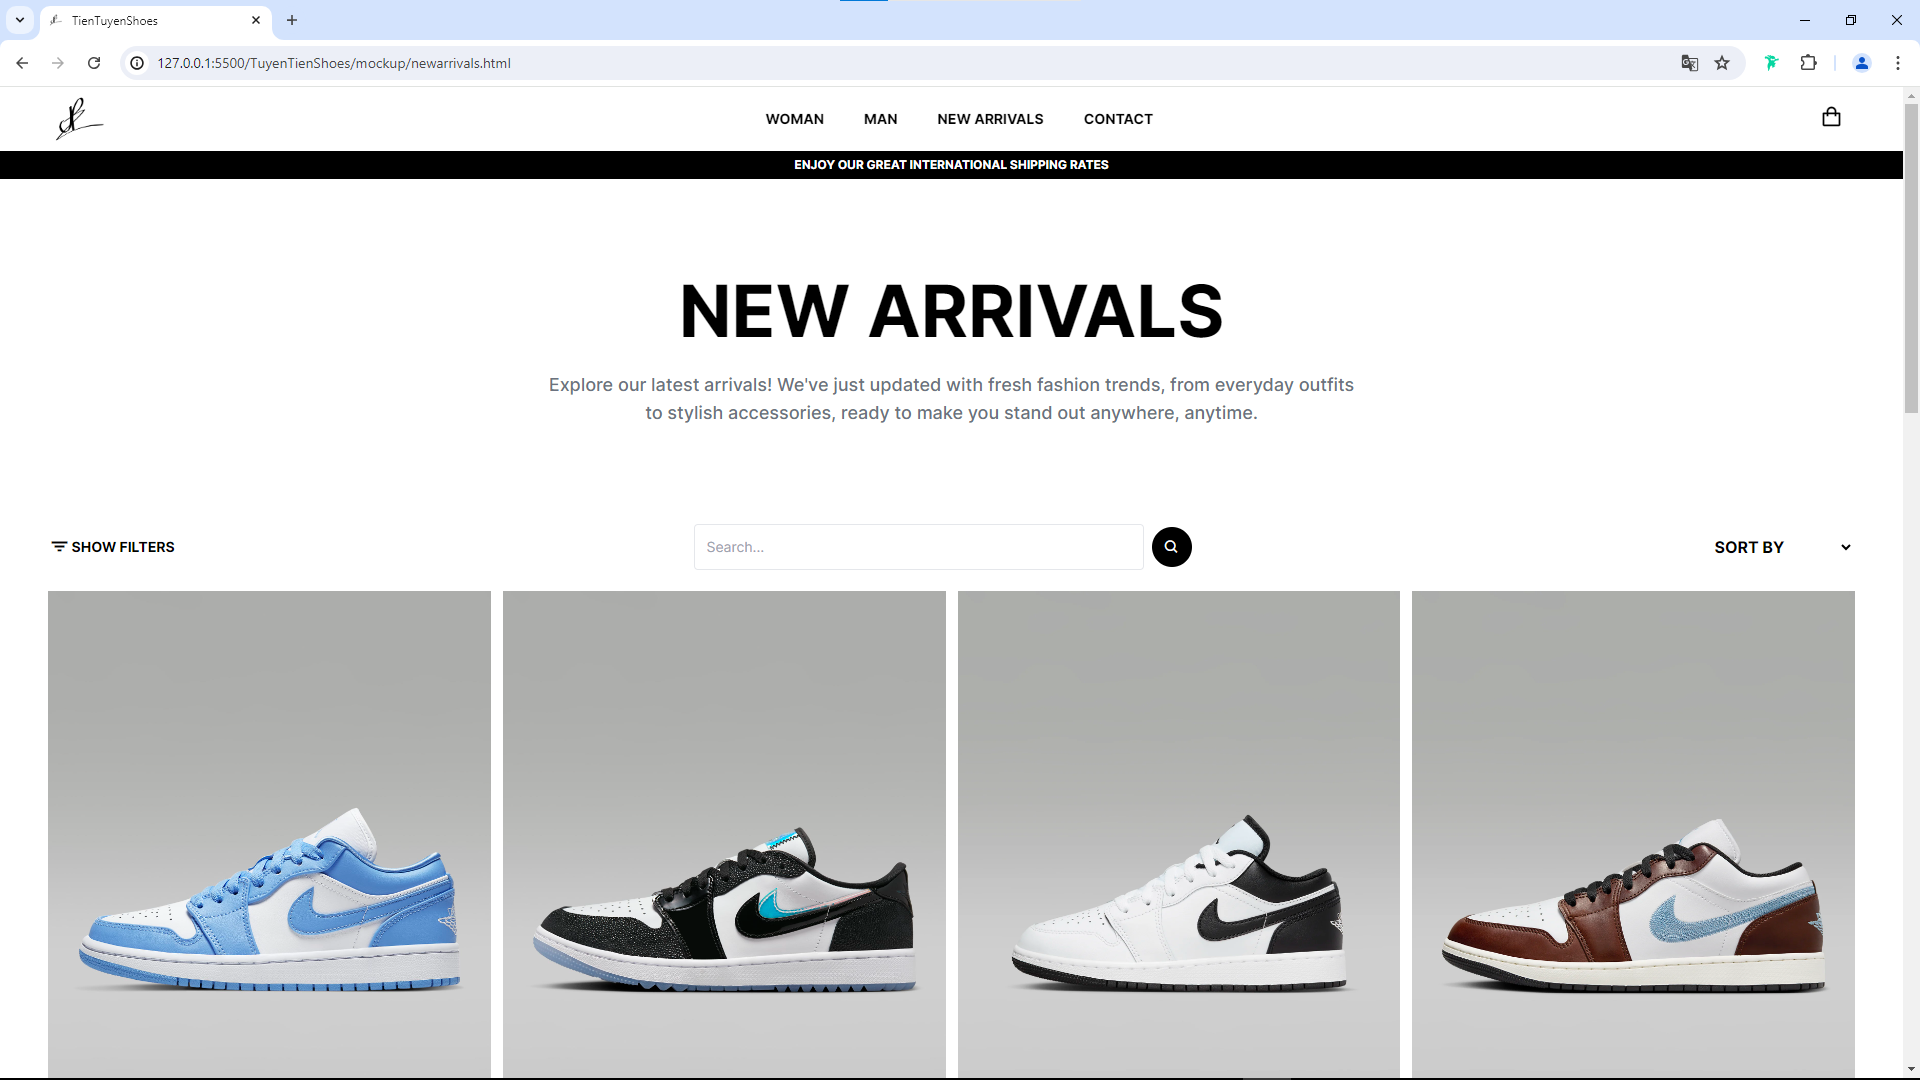 TienTuyenShoes
127.0.0.1:5500/TuyenTienShoes/mockup/newarrivals.html
WOMAN MAN NEW ARRIVALS CONTACT
ENJOY OUR GREAT INTERNATIONAL SHIPPING RATES
NEW ARRIVALS
Explore our latest arrivals! We've just updated with fresh fashion trends, from everyday outfits
to stylish accessories, ready to make you stand out anywhere, anytime.
SHOW FILTERS Search... SORT BY